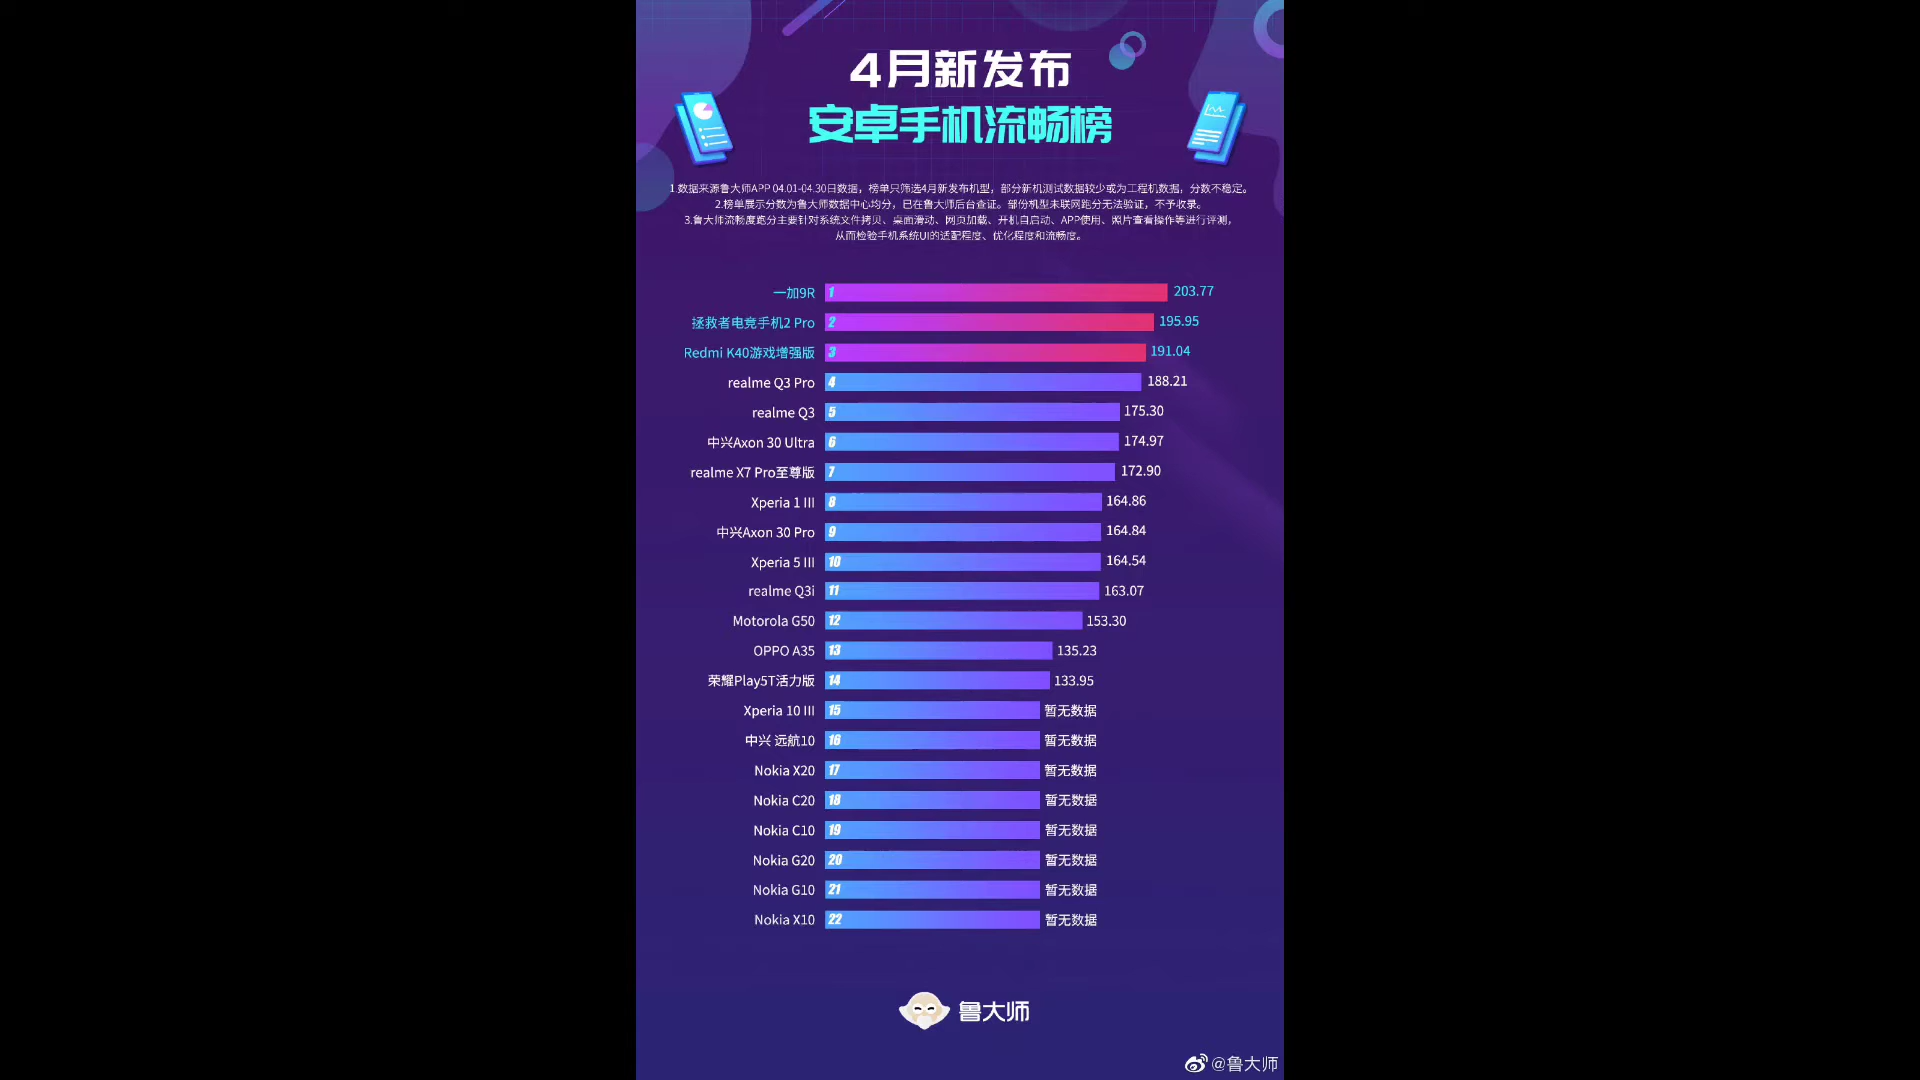 4月新发布
安卓手机流畅榜
1.数据来源鲁大师APP 04.01-04.30日数据，榜单只筛选4月新发布机型，部分新机测试数据较少或为工程机数据，分数不稳定。
2.榜单展示分数为鲁大师数据中心均分，已在鲁大师后台查证。部份机型未联网跑分无法验证，不予收录。
3.鲁大师流畅度跑分主要针对系统文件拷贝、桌面滑动、网页加载、开机自启动、APP使用、照片查看操作等进行评测，
从而检验手机系统UI的适配程度、优化程度和流畅度。
一加9R 1 203.77
拯救者电竞手机2 Pro 2 195.95
Redmi K40游戏增强版 3 191.04
realme Q3 Pro 4 188.21
realme Q3 5 175.30
中兴Axon 30 Ultra 6 174.97
realme X7 Pro至尊版 7 172.90
Xperia 1 III 8 164.86
中兴Axon 30 Pro 9 164.84
Xperia 5 III 10 164.54
realme Q3i 11 163.07
Motorola G50 12 153.30
OPPO A35 13 135.23
荣耀Play5T活力版 14 133.95
Xperia 10 III 15 暂无数据
中兴 远航10 16 暂无数据
Nokia X20 17 暂无数据
Nokia C20 18 暂无数据
Nokia C10 19 暂无数据
Nokia G20 20 暂无数据
Nokia G10 21 暂无数据
Nokia X10 22 暂无数据
鲁大师
@鲁大师